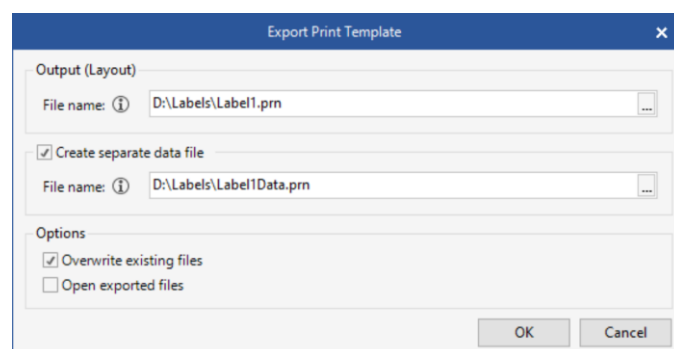 Export Print Template
Output (Layout)
File name: D:\Labels\Label1.prn ...
Create separate data file
File name: D:\Labels\Label1Data.prn ...
Options
Overwrite existing files
Open exported files
OK Cancel